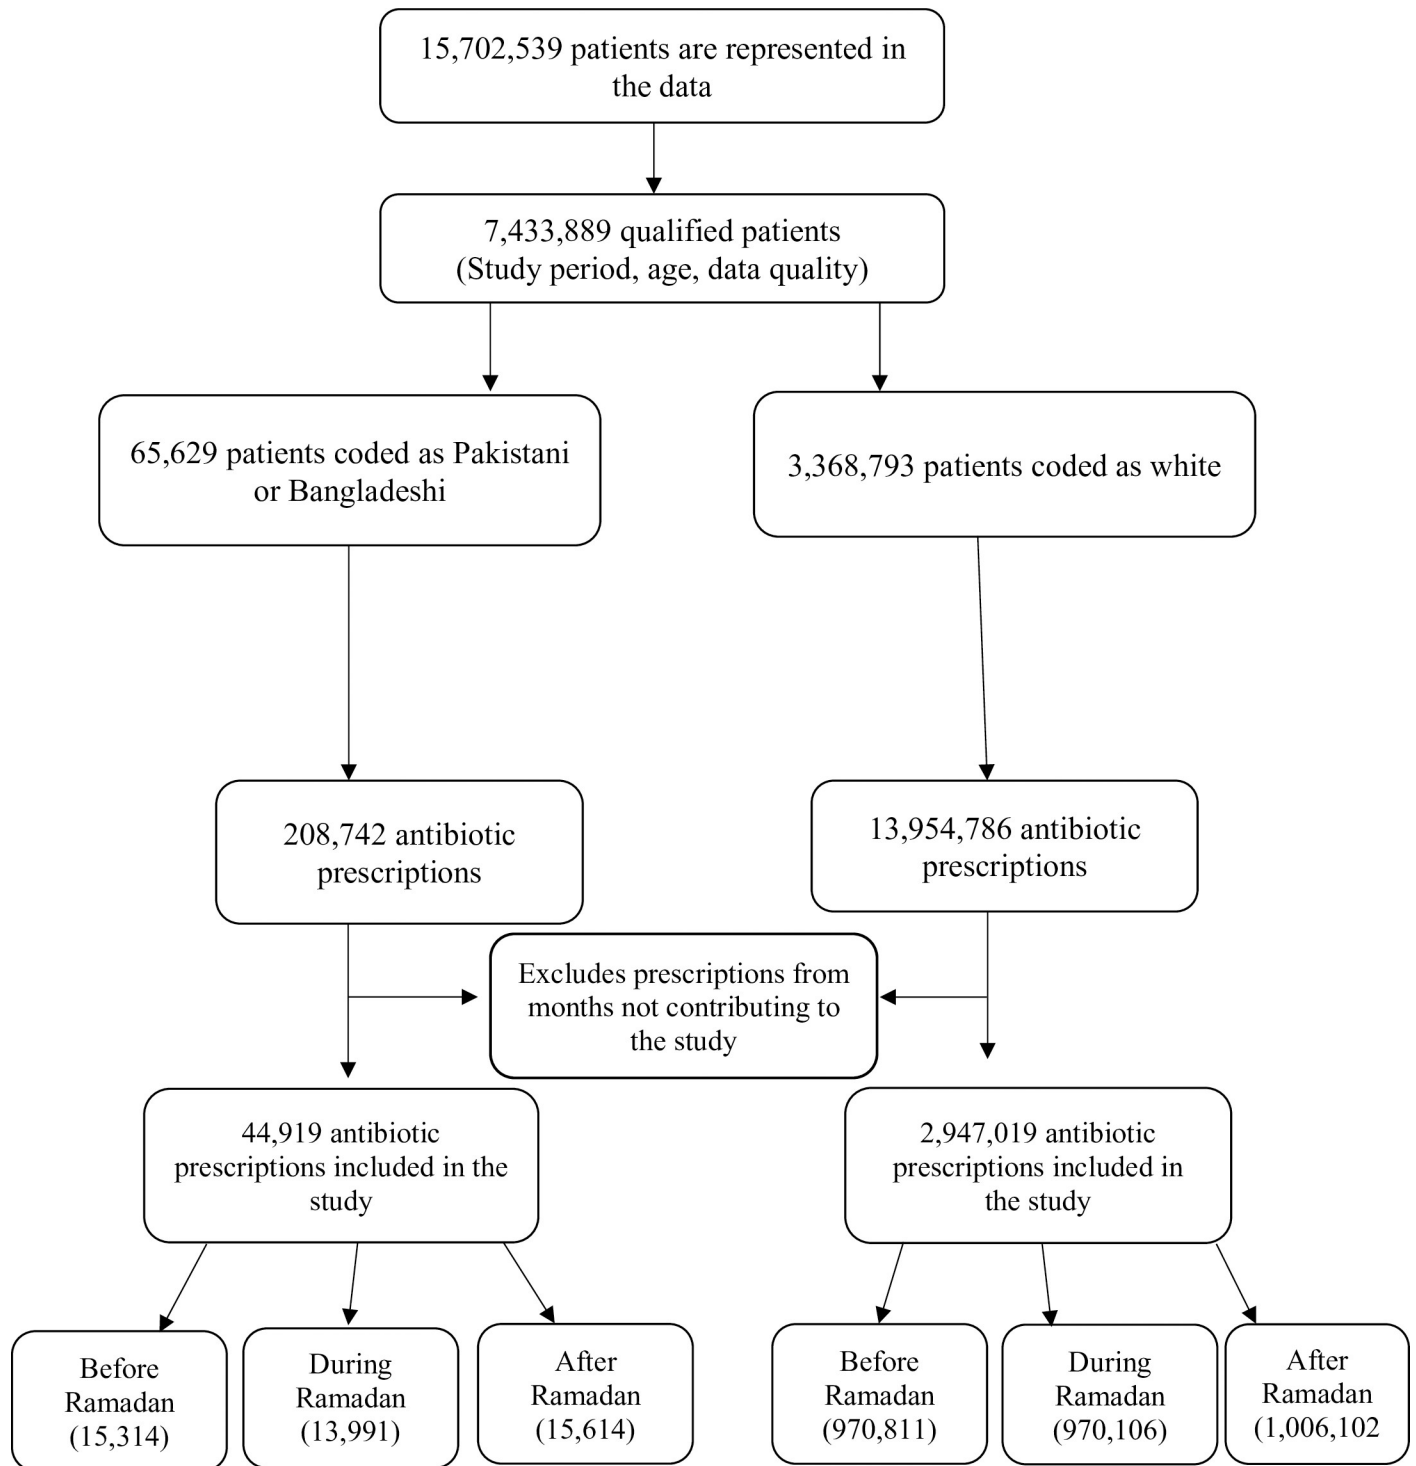 15,702,539 patients are represented in
the data
7,433,889 qualified patients
(Study period, age, data quality)
65,629 patients coded as Pakistani
or Bangladeshi
3,368,793 patients coded as white
208,742 antibiotic
prescriptions
13,954,786 antibiotic
prescriptions
Excludes prescriptions from
months not contributing to
the study
44,919 antibiotic
prescriptions included in the
study
2,947,019 antibiotic
prescriptions included in
the study
Before
Ramadan
(15,314)
During
Ramadan
(13,991)
After
Ramadan
(15,614)
Before
Ramadan
(970,811)
During
Ramadan
(970,106)
After
Ramadan
(1,006,102